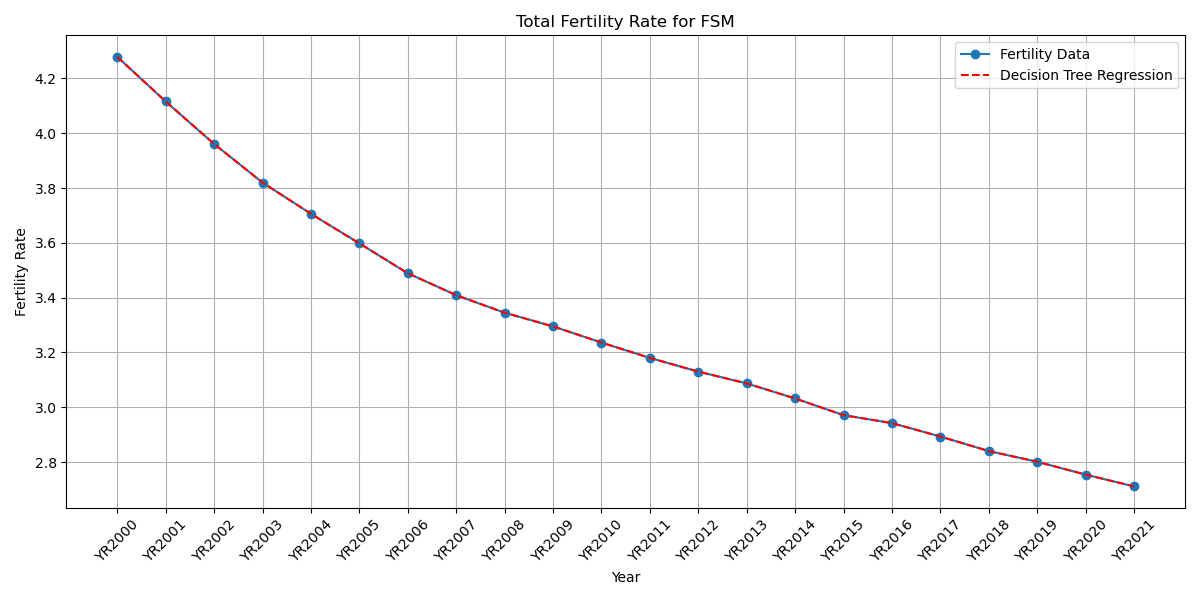 Total Fertility Rate for FSM
Fertility Data
Decision Tree Regression
Fertility Rate
4.2
4.0
3.8
3.6
3.4
3.2
3.0
2.8
YR2000
YR2001
YR2002
YR2003
YR2004
YR2005
YR2006
YR2007
YR2008
YR2009
YR2010
YR2011
YR2012
YR2013
YR2014
YR2015
YR2016
YR2017
YR2018
YR2019
YR2020
YR2021
Year